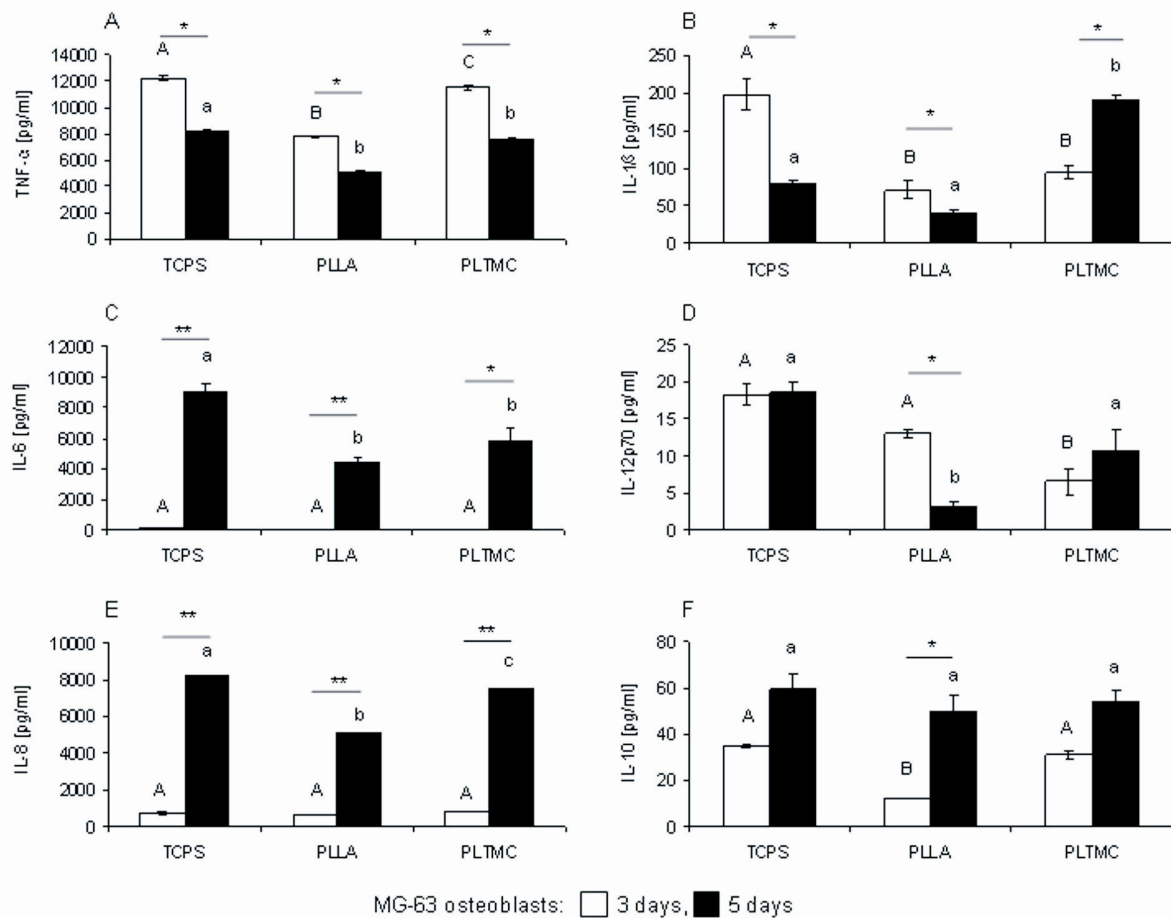 A
TNF-α [pg/ml]
14000
12000
10000
8000
6000
4000
2000
0
* * *
A a B b C b
TCPS PLLA PLTMC
B
IL-1ß [pg/ml]
250
200
150
100
50
0
* * *
A a B a B b
TCPS PLLA PLTMC
C
IL-6 [pg/ml]
12000
10000
8000
6000
4000
2000
0
** ** *
A a A b A b
TCPS PLLA PLTMC
D
IL-12p70 [pg/ml]
25
20
15
10
5
0
*
A a A b B a
TCPS PLLA PLTMC
E
IL-8 [pg/ml]
10000
8000
6000
4000
2000
0
** ** **
A a A b A c
TCPS PLLA PLTMC
F
IL-10 [pg/ml]
80
60
40
20
0
*
A a B a A a
TCPS PLLA PLTMC
MG-63 osteoblasts: 3 days, 5 days